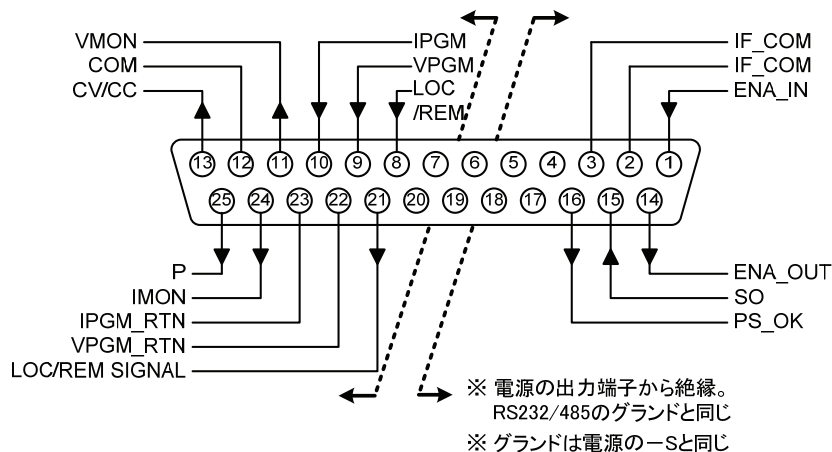 VMON
COM
CV/CC
IPGM
VPGM
LOC
/REM
IF_COM
IF_COM
ENA_IN
13 12 11 10 9 8 7 6 5 4 3 2 1
25 24 23 22 21 20 19 18 17 16 15 14
P
IMON
IPGM_RTN
VPGM_RTN
LOC/REM SIGNAL
ENA_OUT
SO
PS_OK
※ 電源の出力端子から絶縁。
RS232/485のグランドと同じ
※ グランドは電源の－Sと同じ